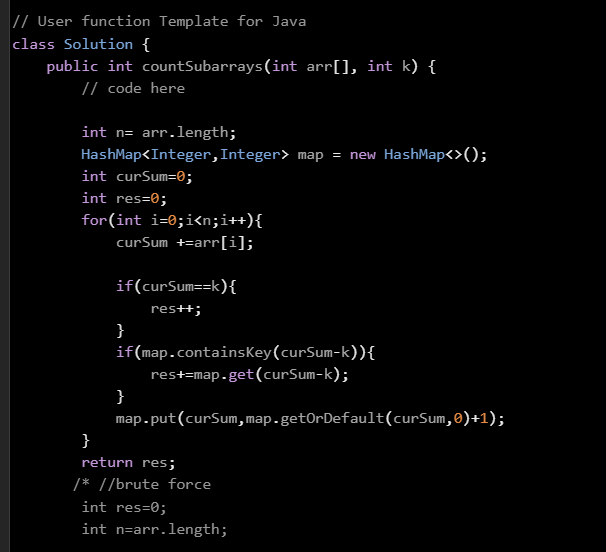 // User function Template for Java
class Solution {
    public int countSubarrays(int arr[], int k) {
        // code here
        int n= arr.length;
        HashMap<Integer,Integer> map = new HashMap<>();
        int curSum=0;
        int res=0;
        for(int i=0;i<n;i++){
            curSum +=arr[i];
            if(curSum==k){
                res++;
            }
            if(map.containsKey(curSum-k)){
                res+=map.get(curSum-k);
            }
            map.put(curSum,map.getOrDefault(curSum,0)+1);
        }
        return res;
       /* //brute force
        int res=0;
        int n=arr.length;